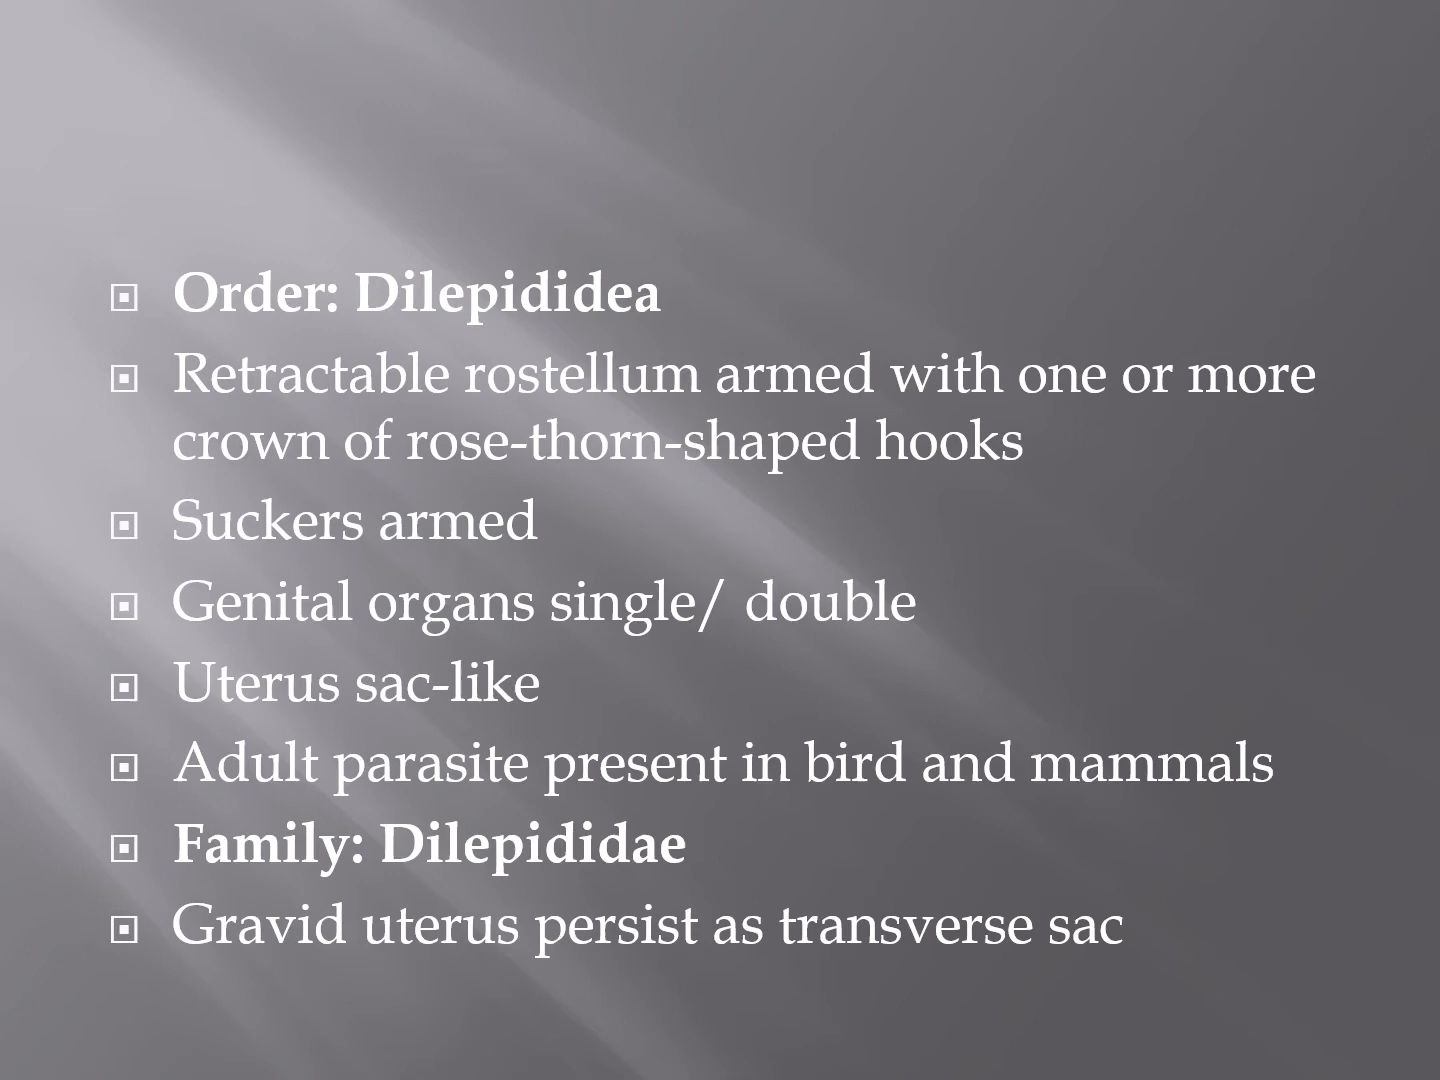 Order: Dilepididea
Retractable rostellum armed with one or more
crown of rose-thorn-shaped hooks
Suckers armed
Genital organs single/ double
Uterus sac-like
Adult parasite present in bird and mammals
Family: Dilepididae
Gravid uterus persist as transverse sac